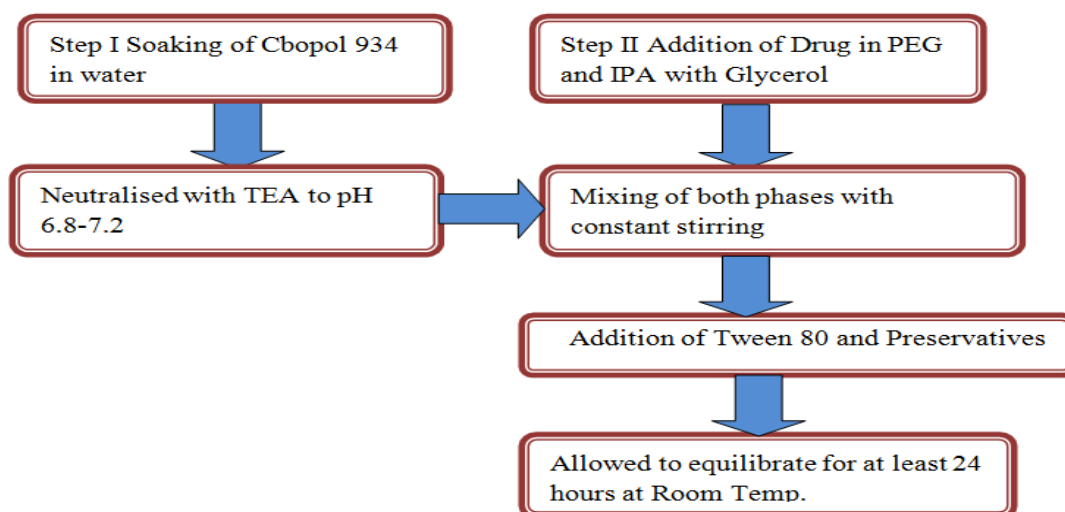 Step I Soaking of Cbopol 934
in water
Step II Addition of Drug in PEG
and IPA with Glycerol
Neutralised with TEA to pH
6.8-7.2
Mixing of both phases with
constant stirring
Addition of Tween 80 and Preservatives
Allowed to equilibrate for at least 24
hours at Room Temp.